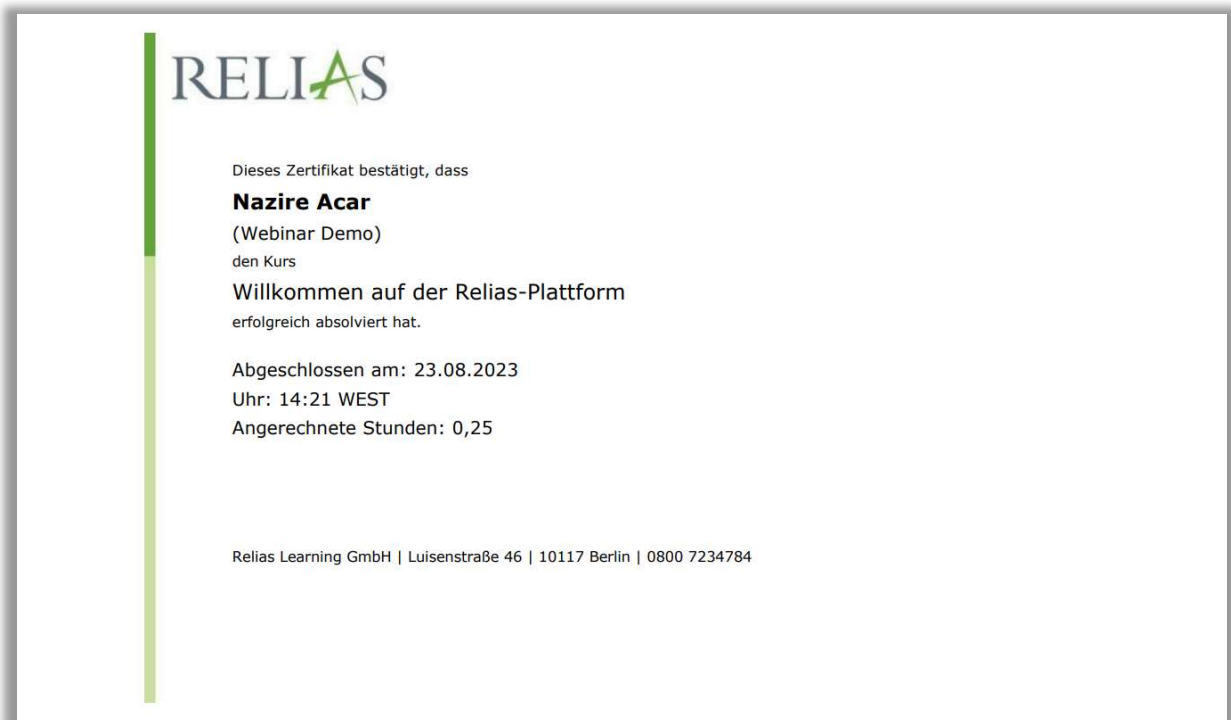 RELIAS
Dieses Zertifikat bestätigt, dass
Nazire Acar
(Webinar Demo)
den Kurs
Willkommen auf der Relias-Plattform
erfolgreich absolviert hat.
Abgeschlossen am: 23.08.2023
Uhr: 14:21 WEST
Angerechnete Stunden: 0,25
Relias Learning GmbH | Luisenstraße 46 | 10117 Berlin | 0800 7234784